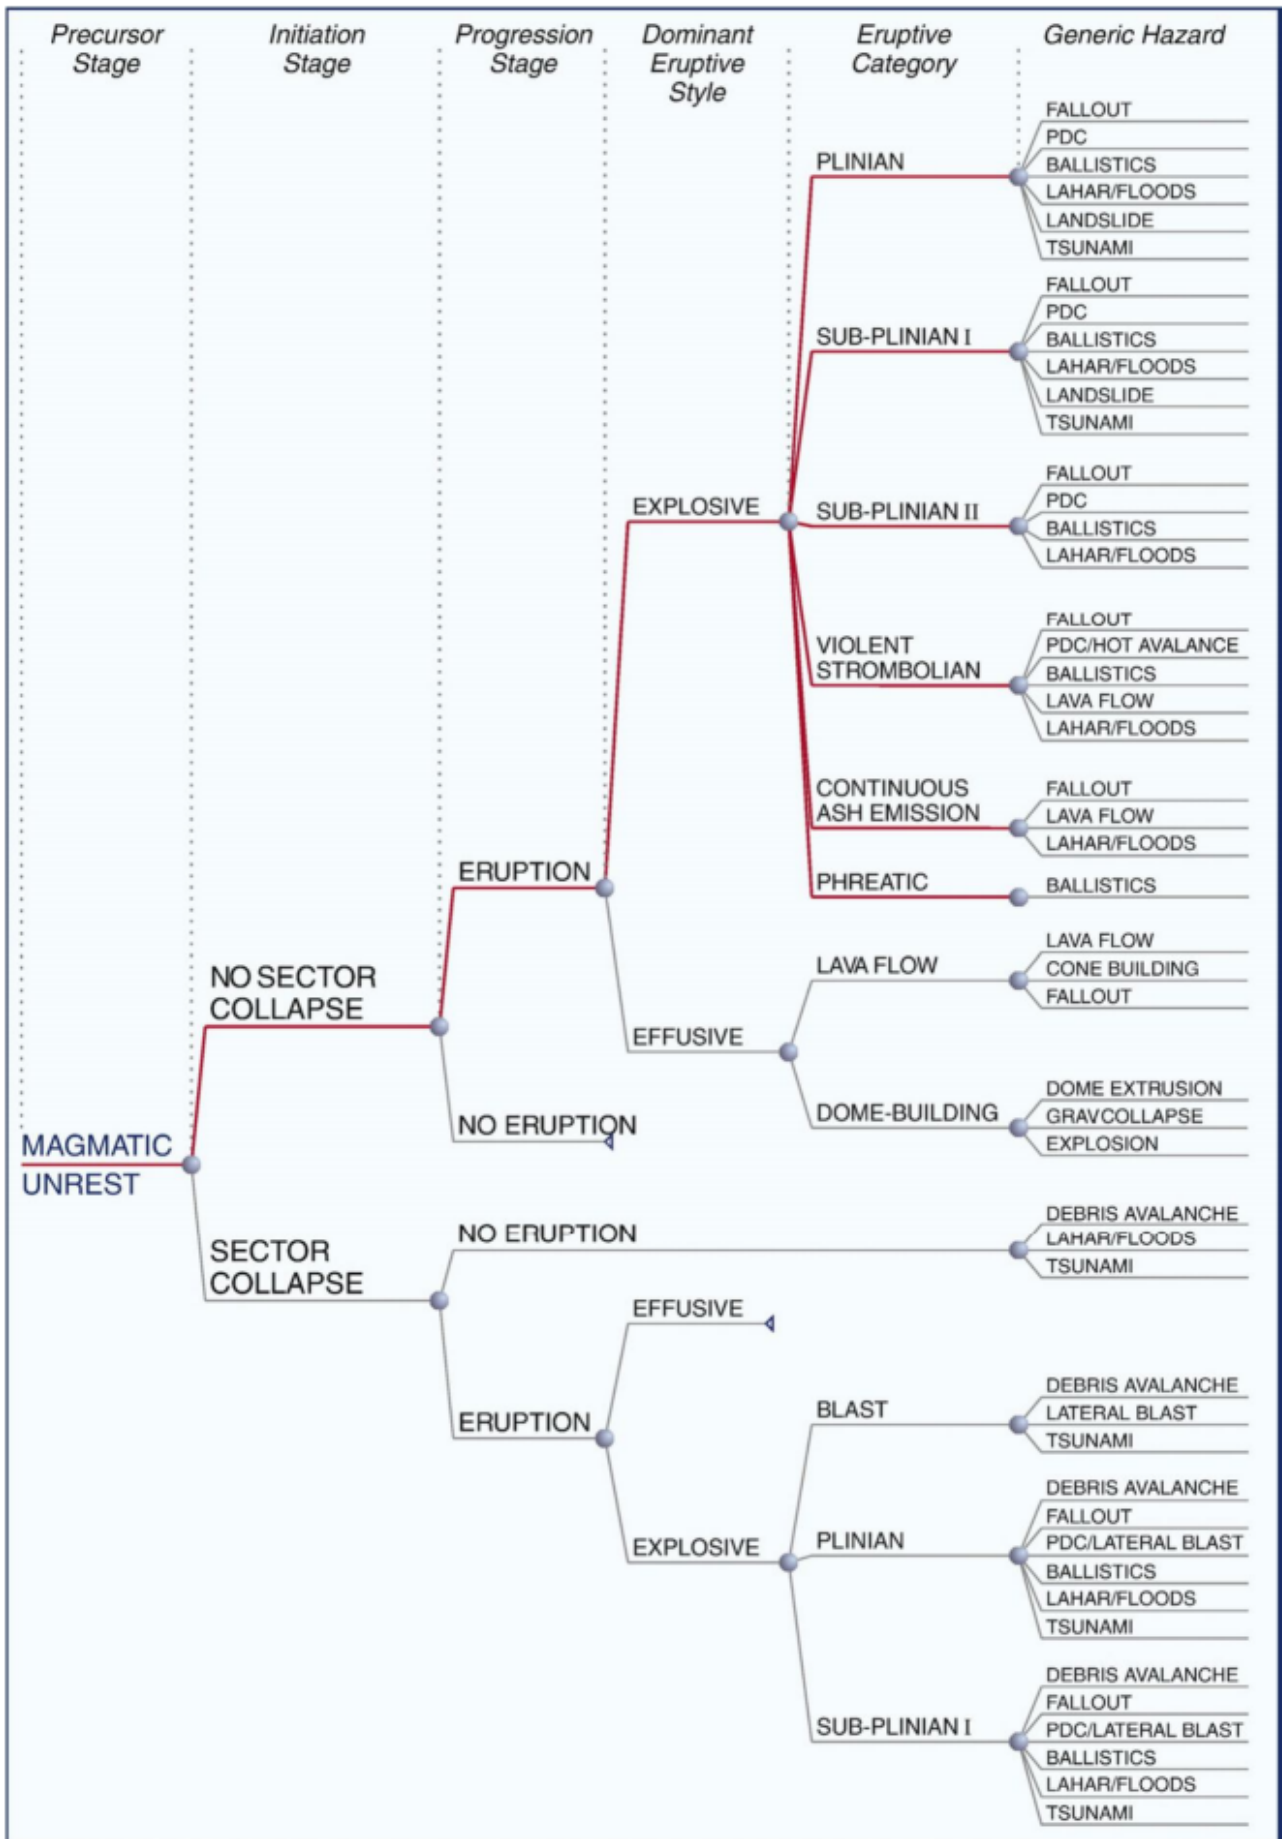 Precursor Stage
Initiation Stage
Progression Stage
Dominant Eruptive Style
Eruptive Category
Generic Hazard
MAGMATIC
UNREST
NO SECTOR
COLLAPSE
ERUPTION
EXPLOSIVE
PLINIAN
FALLOUT
PDC
BALLISTICS
LAHAR/FLOODS
LANDSLIDE
TSUNAMI
SUB-PLINIAN I
FALLOUT
PDC
BALLISTICS
LAHAR/FLOODS
LANDSLIDE
TSUNAMI
SUB-PLINIAN II
FALLOUT
PDC
BALLISTICS
LAHAR/FLOODS
VIOLENT
STROMBOLIAN
FALLOUT
PDC/HOT AVALANCE
BALLISTICS
LAVA FLOW
LAHAR/FLOODS
CONTINUOUS
ASH EMISSION
FALLOUT
LAVA FLOW
LAHAR/FLOODS
PHREATIC
BALLISTICS
EFFUSIVE
LAVA FLOW
LAVA FLOW
CONE BUILDING
FALLOUT
DOME-BUILDING
DOME EXTRUSION
GRAVCOLLAPSE
EXPLOSION
NO ERUPTION
SECTOR
COLLAPSE
NO ERUPTION
DEBRIS AVALANCHE
LAHAR/FLOODS
TSUNAMI
ERUPTION
EFFUSIVE
EXPLOSIVE
BLAST
DEBRIS AVALANCHE
LATERAL BLAST
TSUNAMI
PLINIAN
DEBRIS AVALANCHE
FALLOUT
PDC/LATERAL BLAST
BALLISTICS
LAHAR/FLOODS
TSUNAMI
SUB-PLINIAN I
DEBRIS AVALANCHE
FALLOUT
PDC/LATERAL BLAST
BALLISTICS
LAHAR/FLOODS
TSUNAMI